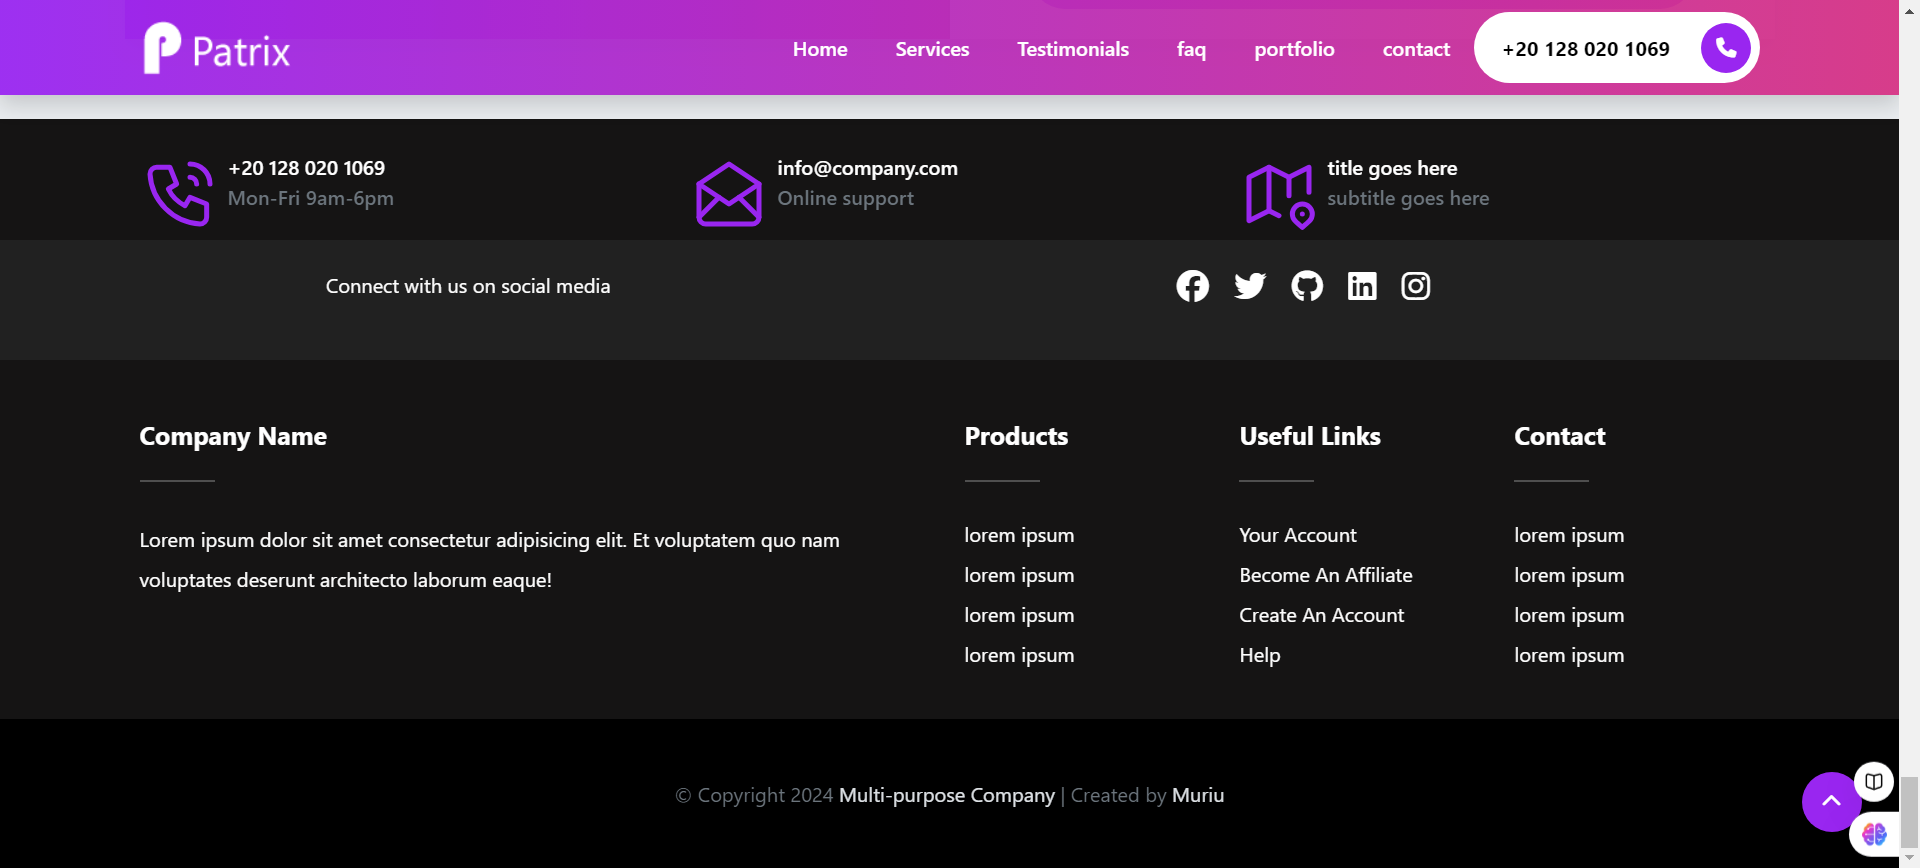 Patrix
Home Services Testimonials faq portfolio contact +20 128 020 1069
+20 128 020 1069
Mon-Fri 9am-6pm
info@company.com
Online support
title goes here
subtitle goes here
Connect with us on social media
Company Name
Lorem ipsum dolor sit amet consectetur adipisicing elit. Et voluptatem quo nam
voluptates deserunt architecto laborum eaque!
Products
lorem ipsum
lorem ipsum
lorem ipsum
lorem ipsum
Useful Links
Your Account
Become An Affiliate
Create An Account
Help
Contact
lorem ipsum
lorem ipsum
lorem ipsum
lorem ipsum
© Copyright 2024 Multi-purpose Company | Created by Muriu